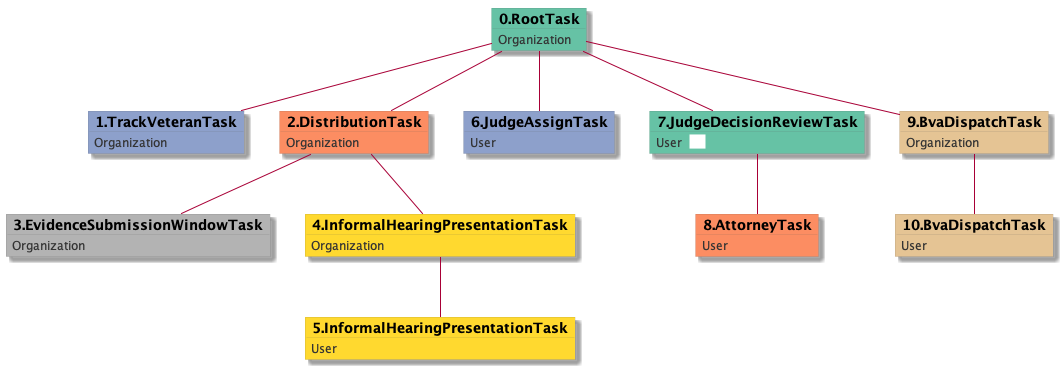 0.RootTask
Organization
1.TrackVeteranTask
Organization
2.DistributionTask
Organization
6.JudgeAssignTask
User
7.JudgeDecisionReviewTask
User
9.BvaDispatchTask
Organization
3.EvidenceSubmissionWindowTask
Organization
4.InformalHearingPresentationTask
Organization
8.AttorneyTask
User
10.BvaDispatchTask
User
5.InformalHearingPresentationTask
User